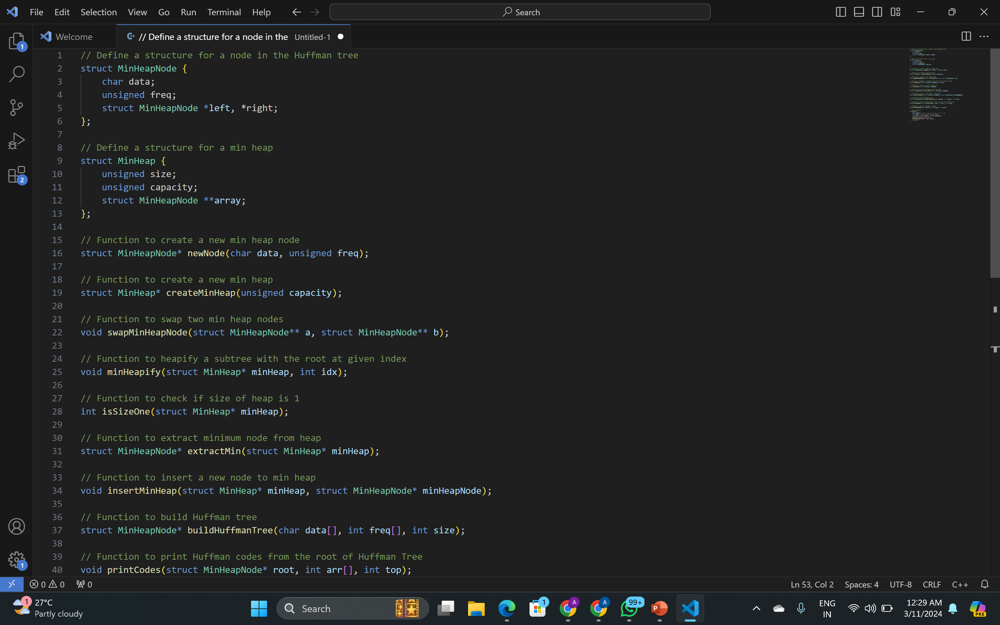 File Edit Selection View Go Run Terminal Help Search
Welcome // Define a structure for a node in the Untitled-1
1 // Define a structure for a node in the Huffman tree
2 struct MinHeapNode {
3 char data;
4 unsigned freq;
5 struct MinHeapNode *left, *right;
6 };
7
8 // Define a structure for a min heap
9 struct MinHeap {
10 unsigned size;
11 unsigned capacity;
12 struct MinHeapNode **array;
13 };
14
15 // Function to create a new min heap node
16 struct MinHeapNode* newNode(char data, unsigned freq);
17
18 // Function to create a new min heap
19 struct MinHeap* createMinHeap(unsigned capacity);
20
21 // Function to swap two min heap nodes
22 void swapMinHeapNode(struct MinHeapNode** a, struct MinHeapNode** b);
23
24 // Function to heapify a subtree with the root at given index
25 void minHeapify(struct MinHeap* minHeap, int idx);
26
27 // Function to check if size of heap is 1
28 int isSizeOne(struct MinHeap* minHeap);
29
30 // Function to extract minimum node from heap
31 struct MinHeapNode* extractMin(struct MinHeap* minHeap);
32
33 // Function to insert a new node to min heap
34 void insertMinHeap(struct MinHeap* minHeap, struct MinHeapNode* minHeapNode);
35
36 // Function to build Huffman tree
37 struct MinHeapNode* buildHuffmanTree(char data[], int freq[], int size);
38
39 // Function to print Huffman codes from the root of Huffman Tree
40 void printCodes(struct MinHeapNode* root, int arr[], int top);
1
2
1
0 0 0 Ln 53, Col 2 Spaces: 4 UTF-8 CRLF C++
1 27°C
Partly cloudy
Search
1 A A 99+ P
ENG
IN
12:29 AM
3/11/2024
PRE